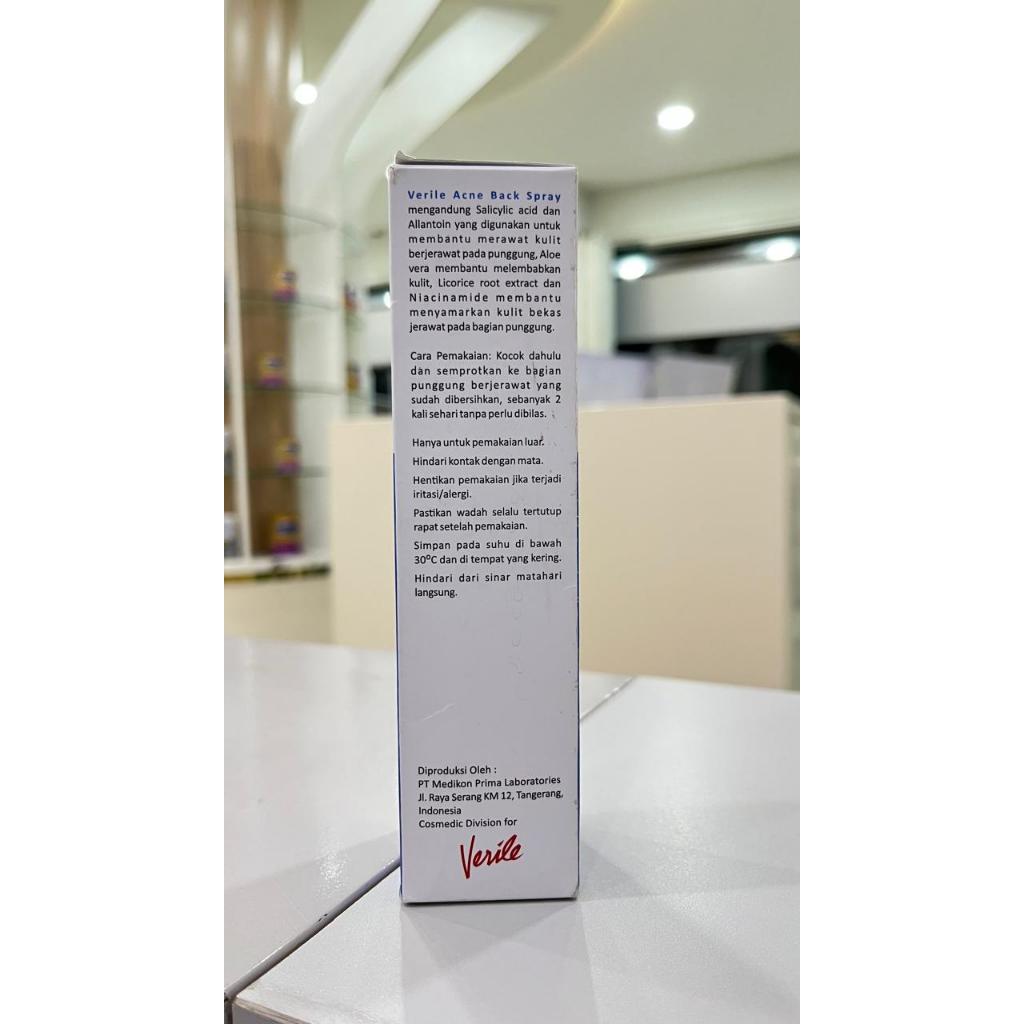 Verile Acne Back Spray
mengandung Salicylic acid dan
Allantoin yang digunakan untuk
membantu merawat kulit
berjerawat pada punggung, Aloe
vera membantu melembabkan
kulit, Licorice root extract dan
Niacinamide membantu
menyamarkan kulit bekas
jerawat pada bagian punggung.
Cara Pemakaian: Kocok dahulu
dan semprotkan ke bagian
punggung berjerawat yang
sudah dibersihkan, sebanyak 2
kali sehari tanpa perlu dibilas.
Hanya untuk pemakaian luar.
Hindari kontak dengan mata.
Hentikan pemakaian jika terjadi
iritasi/alergi.
Pastikan wadah selalu tertutup
rapat setelah pemakaian.
Simpan pada suhu di bawah
30°C dan di tempat yang kering.
Hindari dari sinar matahari
langsung.
Diproduksi Oleh :
PT Medikon Prima Laboratories
Jl. Raya Serang KM 12, Tangerang,
Indonesia
Cosmedic Division for
Verile